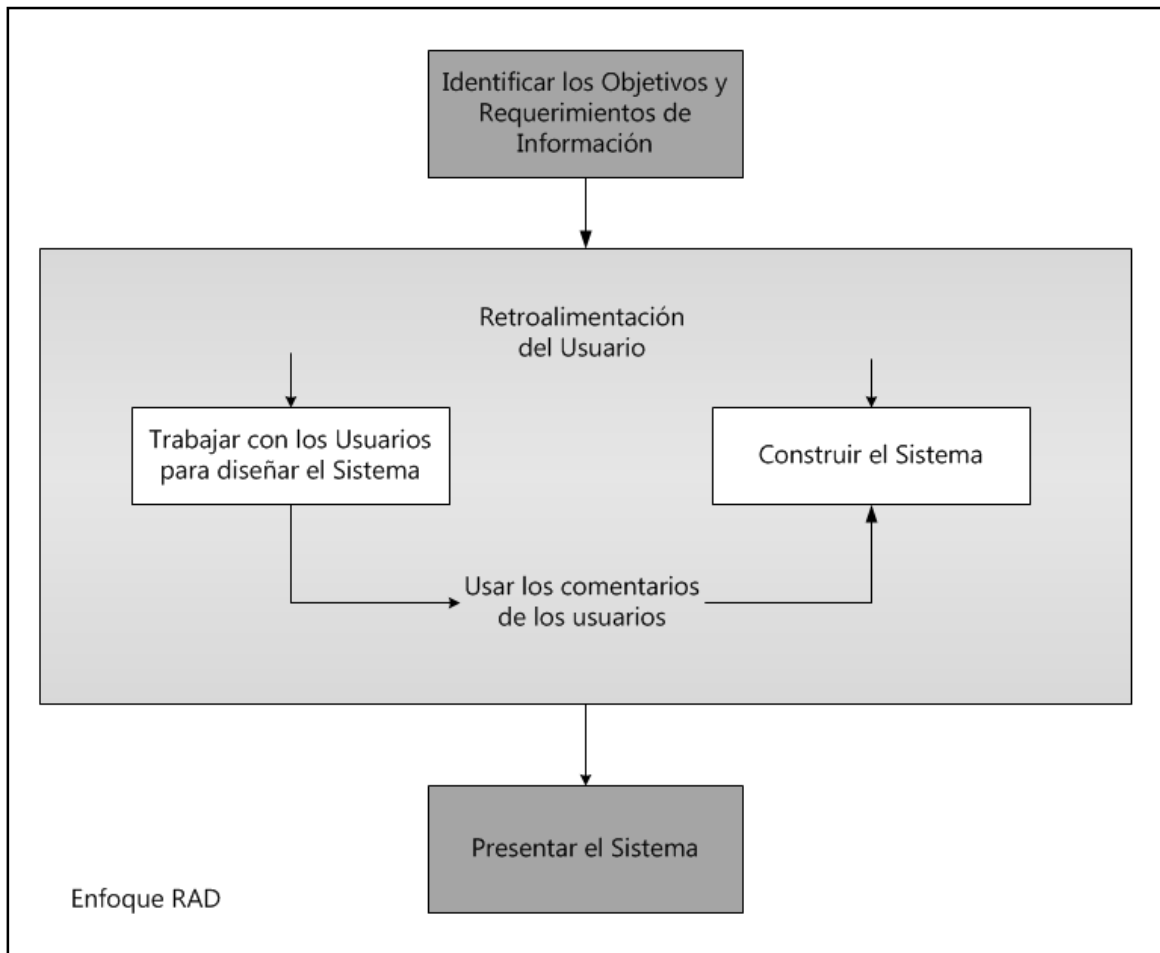 Identificar los Objetivos y
Requerimientos de
Información
Retroalimentación
del Usuario
Trabajar con los Usuarios
para diseñar el Sistema
Construir el Sistema
Usar los comentarios
de los usuarios
Presentar el Sistema
Enfoque RAD